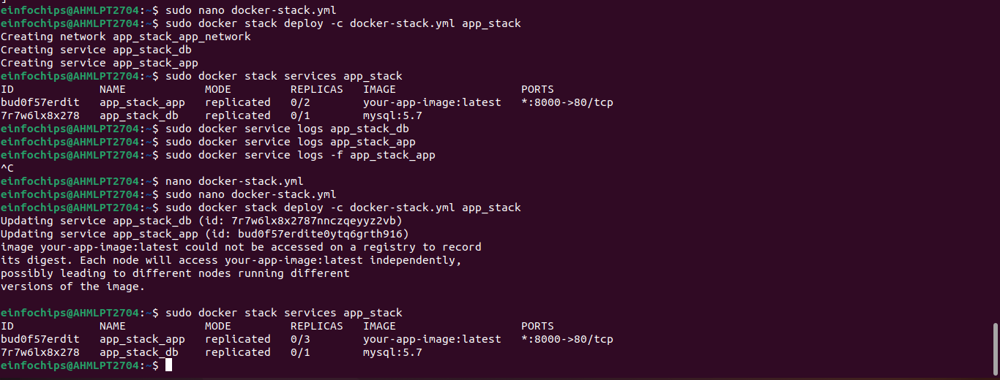 einfochips@AHMLPT2704:~$ sudo nano docker-stack.yml
einfochips@AHMLPT2704:~$ sudo docker stack deploy -c docker-stack.yml app_stack
Creating network app_stack_app_network
Creating service app_stack_db
Creating service app_stack_app
einfochips@AHMLPT2704:~$ sudo docker stack services app_stack
ID             NAME            MODE         REPLICAS   IMAGE                   PORTS
bud0f57erdit   app_stack_app   replicated   0/2        your-app-image:latest   *:8000->80/tcp
7r7w6lx8x278   app_stack_db    replicated   0/1        mysql:5.7
einfochips@AHMLPT2704:~$ sudo docker service logs app_stack_db
einfochips@AHMLPT2704:~$ sudo docker service logs app_stack_app
einfochips@AHMLPT2704:~$ sudo docker service logs -f app_stack_app
^C
einfochips@AHMLPT2704:~$ nano docker-stack.yml
einfochips@AHMLPT2704:~$ sudo nano docker-stack.yml
einfochips@AHMLPT2704:~$ sudo docker stack deploy -c docker-stack.yml app_stack
Updating service app_stack_db (id: 7r7w6lx8x2787nnczqeyyz2vb)
Updating service app_stack_app (id: bud0f57erdite0ytq6grth916)
image your-app-image:latest could not be accessed on a registry to record
its digest. Each node will access your-app-image:latest independently,
possibly leading to different nodes running different
versions of the image.
einfochips@AHMLPT2704:~$ sudo docker stack services app_stack
ID             NAME            MODE         REPLICAS   IMAGE                   PORTS
bud0f57erdit   app_stack_app   replicated   0/3        your-app-image:latest   *:8000->80/tcp
7r7w6lx8x278   app_stack_db    replicated   0/1        mysql:5.7
einfochips@AHMLPT2704:~$